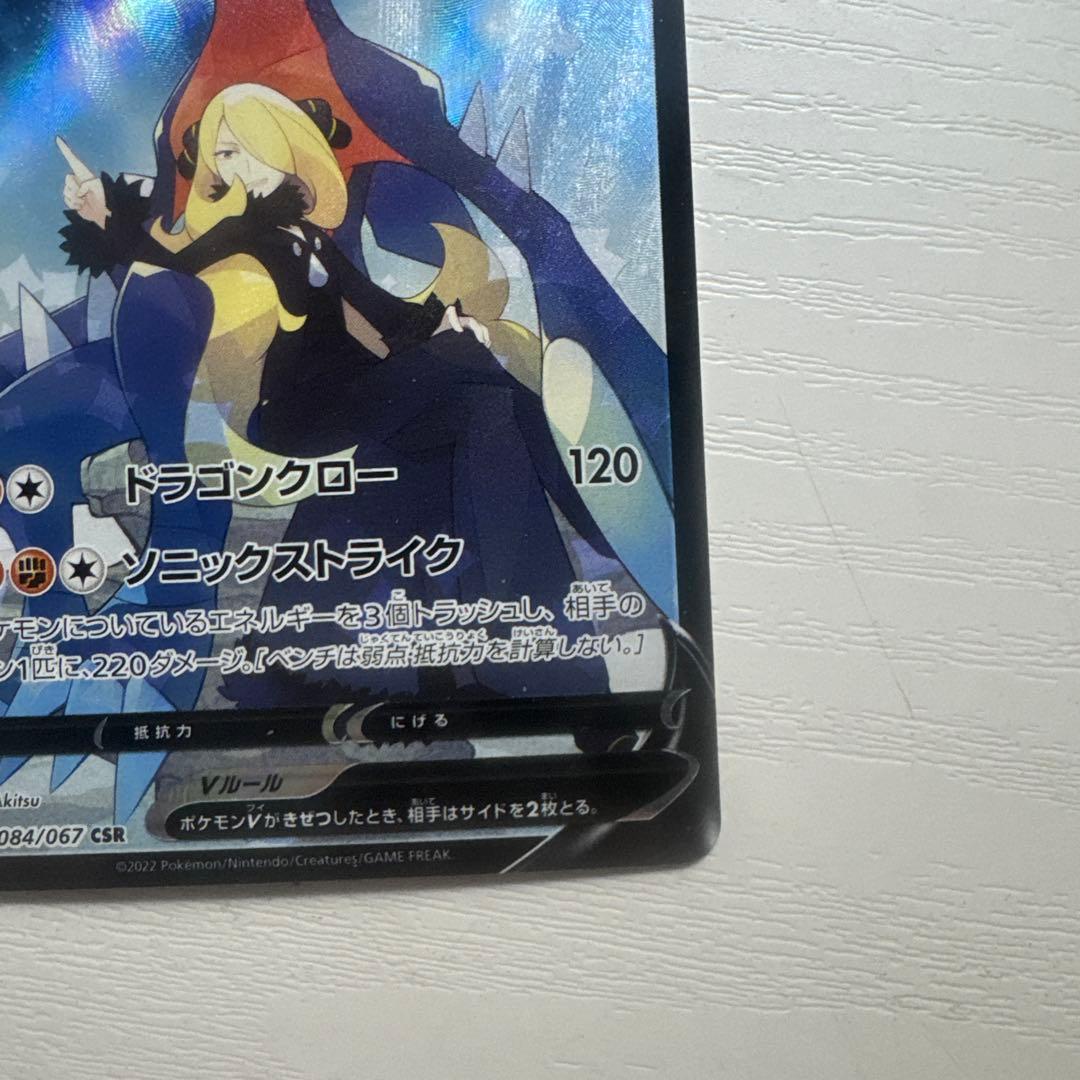 ドラゴンクロー 120
ソニックストライク
ケモンについているエネルギーを3個トラッシュし、相手の
ン1匹に、220ダメージ。[ベンチは弱点・抵抗力を計算しない。]
抵抗力 にげる
Vルール
ポケモンVがきぜつしたとき、相手はサイドを2枚とる。
kitsu
084/067 CSR
©2022 Pokémon/Nintendo/Creatures/GAME FREAK.